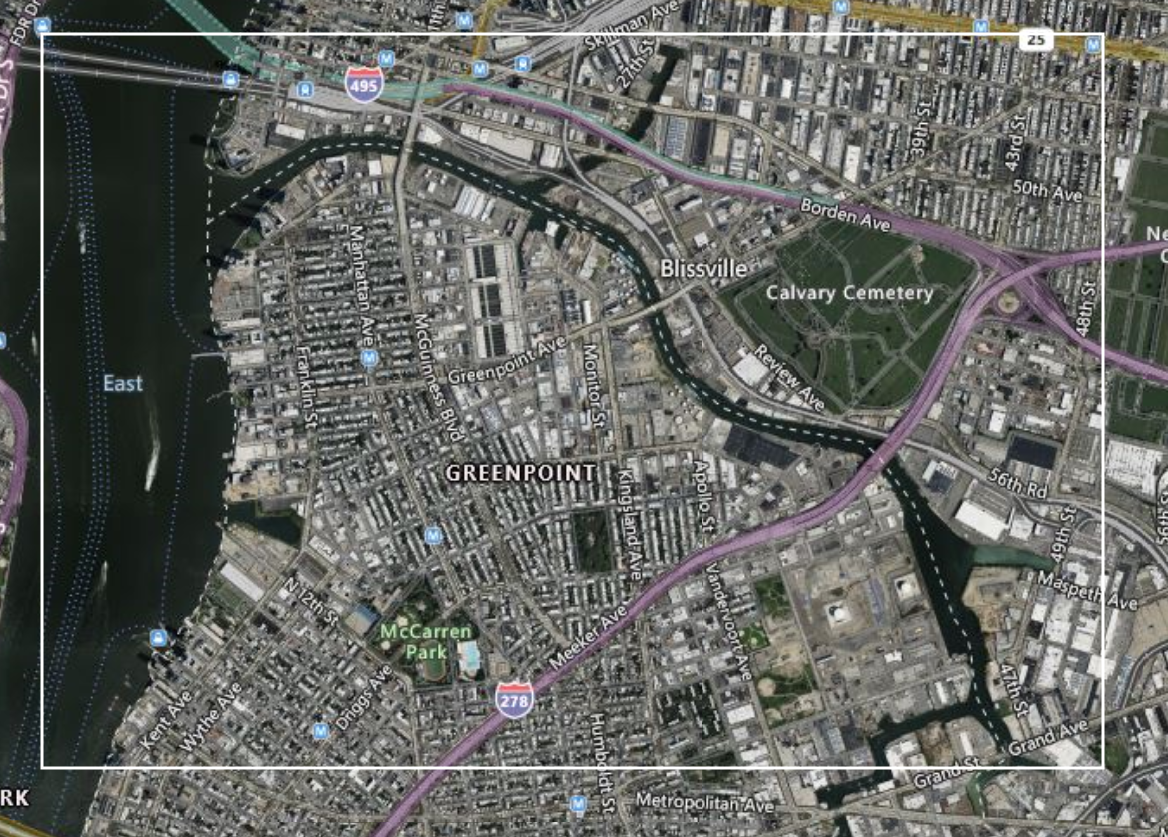 Skillman Ave
27th St
25
495
39th St
43rd St
50th Ave
Borden Ave
Blissville
Calvary Cemetery
Manhattan Ave
48th St
McGuinness Blvd
Greenpoint Ave
Monitor St
Franklin St
Review Ave
East
GREENPOINT
Kingsland Ave
Apollo St
56th Rd
49th St
Maspeth Ave
N 12th St
McCarren
Park
Meeker Ave
Vandervoort Ave
278
Driggs Ave
Kent Ave
Wythe Ave
47th St
Humboldt St
Grand Ave
Grand St
RK
Metropolitan Ave